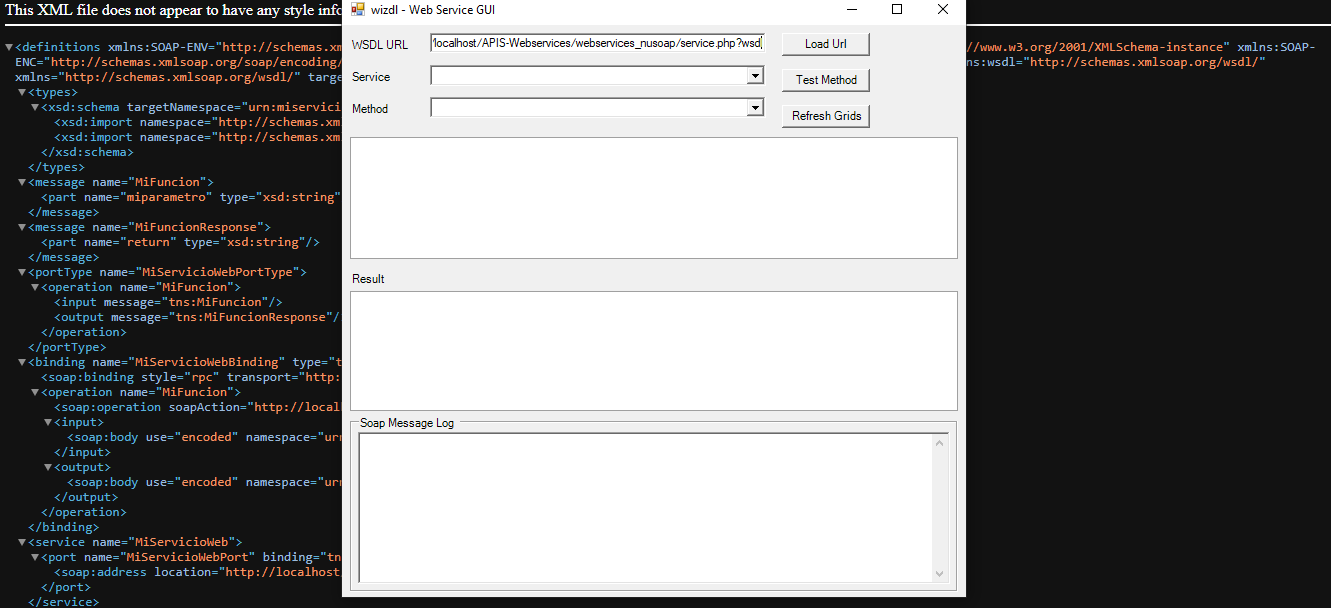 This XML file does not appear to have any style info
<definitions xmlns:SOAP-ENV="http://schemas.xm
//www.w3.org/2001/XMLSchema-instance" xmlns:SOAP-
ENC="http://schemas.xmlsoap.org/soap/encoding/
ns:wsdl="http://schemas.xmlsoap.org/wsdl/"
xmlns="http://schemas.xmlsoap.org/wsdl/" targe
<types>
<xsd:schema targetNamespace="urn:miservici
<xsd:import namespace="http://schemas.xm
<xsd:import namespace="http://schemas.xm
</xsd:schema>
</types>
<message name="MiFuncion">
<part name="miparametro" type="xsd:string"
</message>
<message name="MiFuncionResponse">
<part name="return" type="xsd:string"/>
</message>
<portType name="MiServicioWebPortType">
<operation name="MiFuncion">
<input message="tns:MiFuncion"/>
<output message="tns:MiFuncionResponse"/
</operation>
</portType>
<binding name="MiServicioWebBinding" type="t
<soap:binding style="rpc" transport="http:
<operation name="MiFuncion">
<soap:operation soapAction="http://local
<input>
<soap:body use="encoded" namespace="urn
</input>
<output>
<soap:body use="encoded" namespace="urn
</output>
</operation>
</binding>
<service name="MiServicioWeb">
<port name="MiServicioWebPort" binding="tn
<soap:address location="http://localhost
</port>
</service>
wizdl - Web Service GUI
WSDL URL
/localhost/APIS-Webservices/webservices_nusoap/service.php?wsdl
Load Url
Service
Test Method
Method
Refresh Grids
Result
Soap Message Log